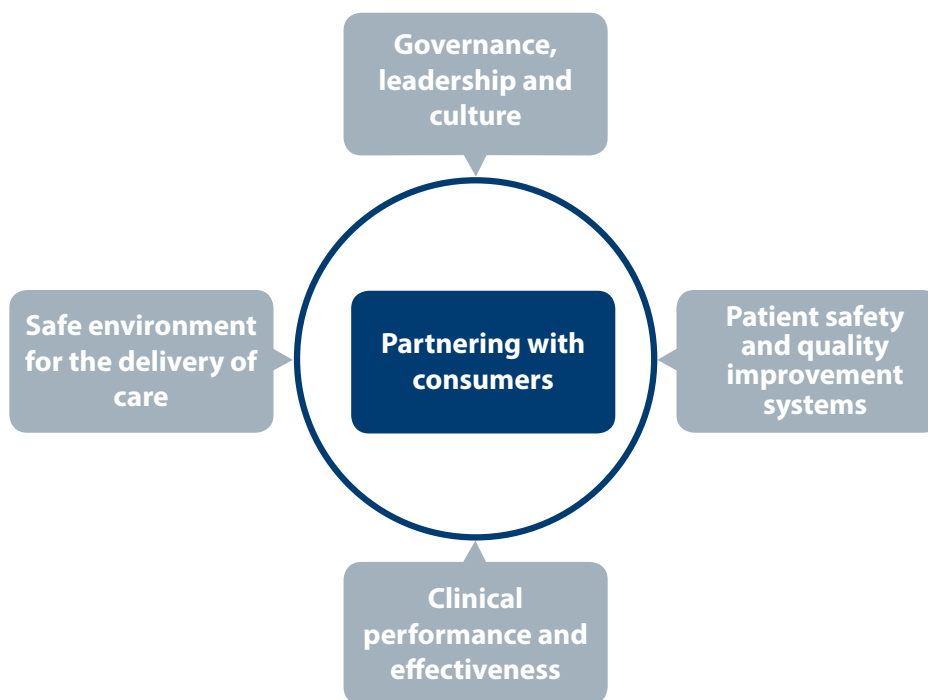 Governance,
leadership and
culture
Safe environment
for the delivery of
care
Partnering with
consumers
Patient safety
and quality
improvement
systems
Clinical
performance and
effectiveness